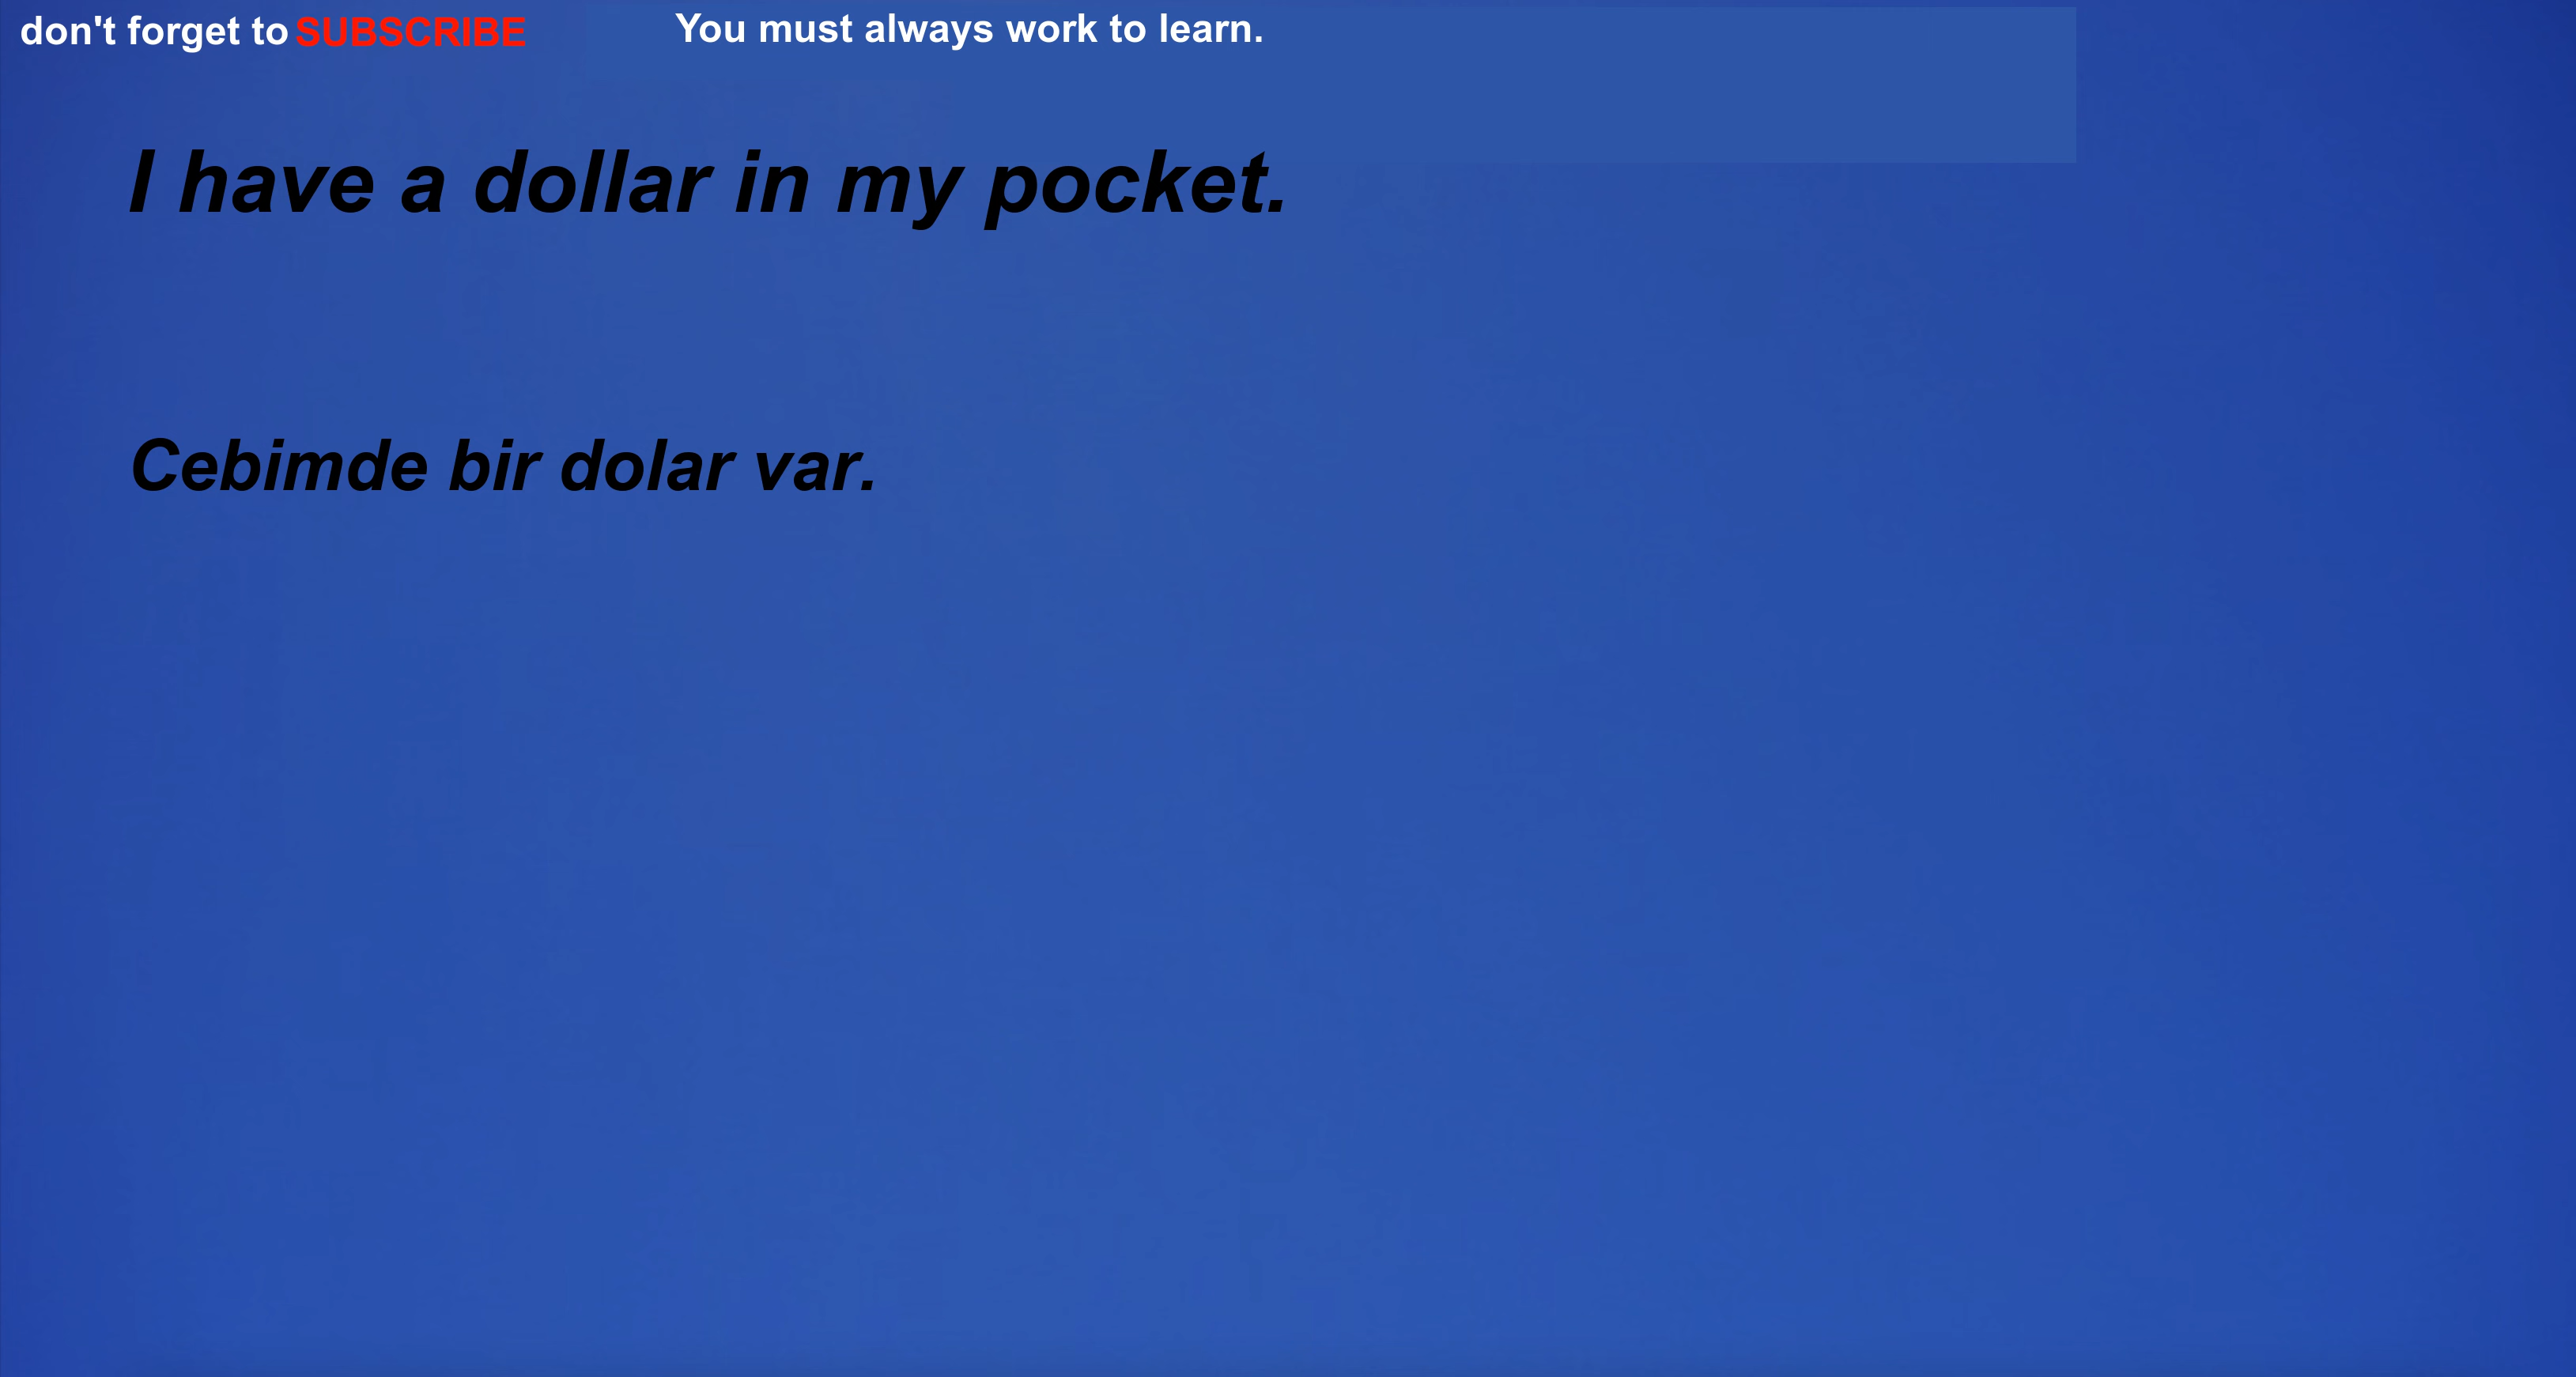 don't forget to SUBSCRIBE You must always work to learn.
I have a dollar in my pocket.
Cebimde bir dolar var.